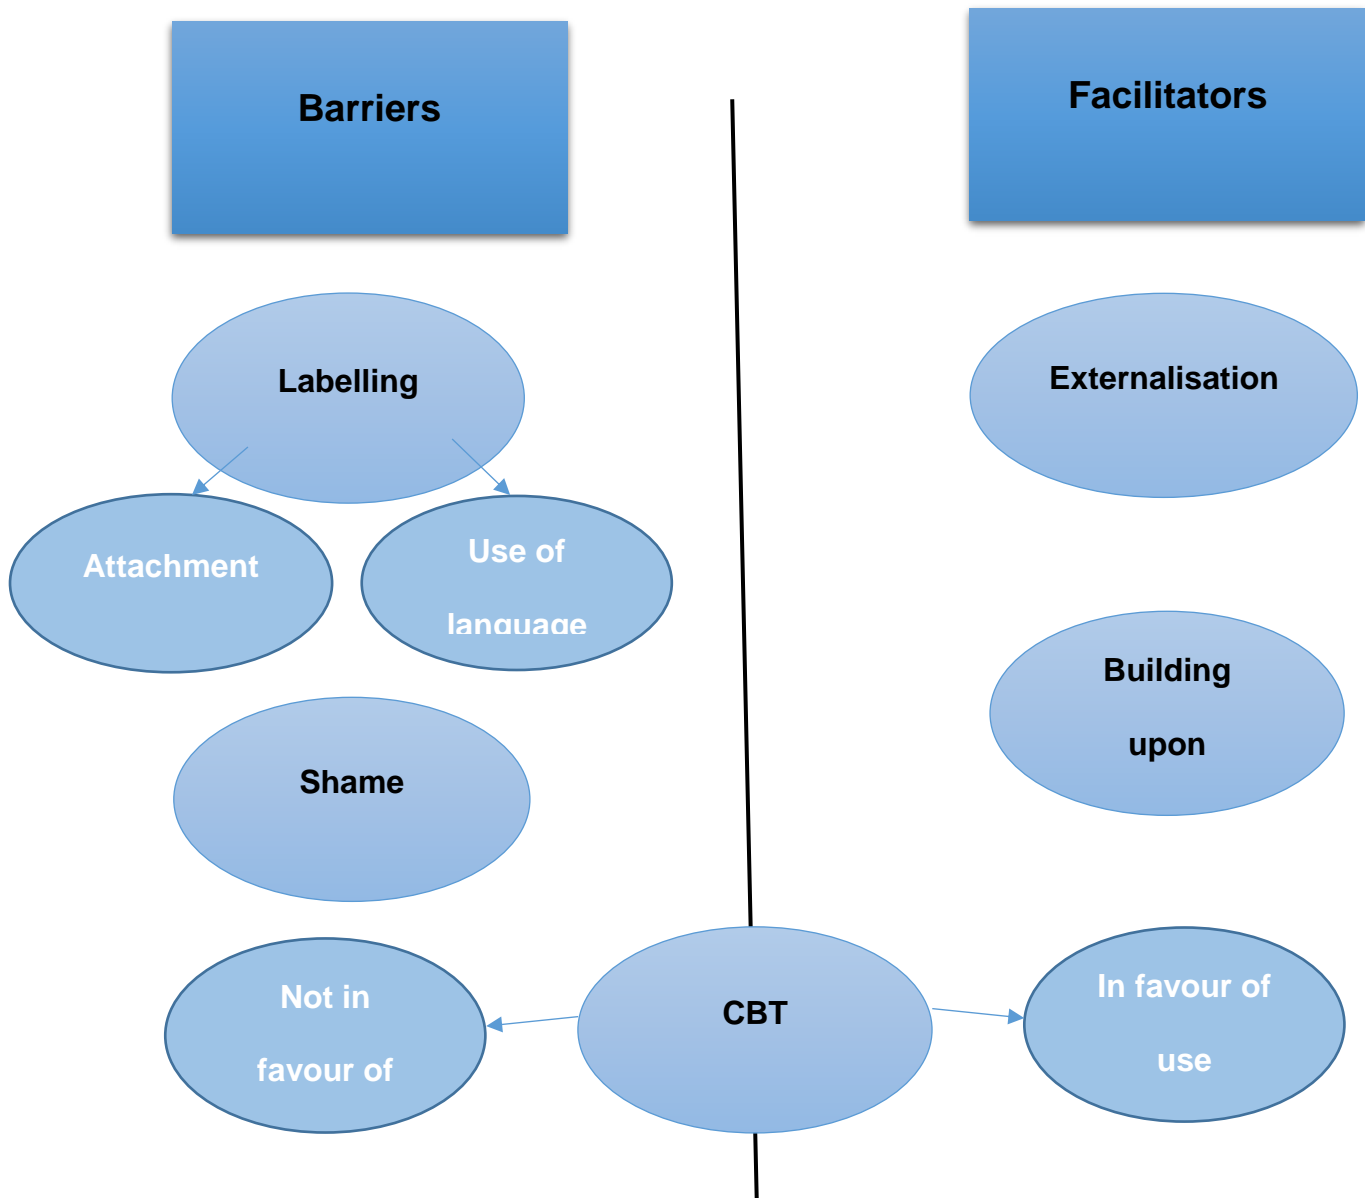 Barriers
Facilitators
Labelling
Externalisation
Attachment
Use of
language
Building
upon
Shame
Not in
favour of
CBT
In favour of
use